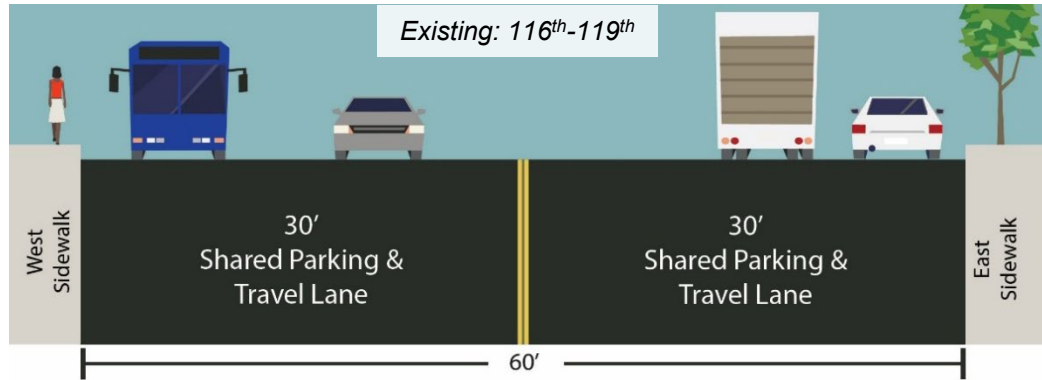 Existing: 116th-119th
West
Sidewalk
30’
Shared Parking &
Travel Lane
30’
Shared Parking &
Travel Lane
East
Sidewalk
60’